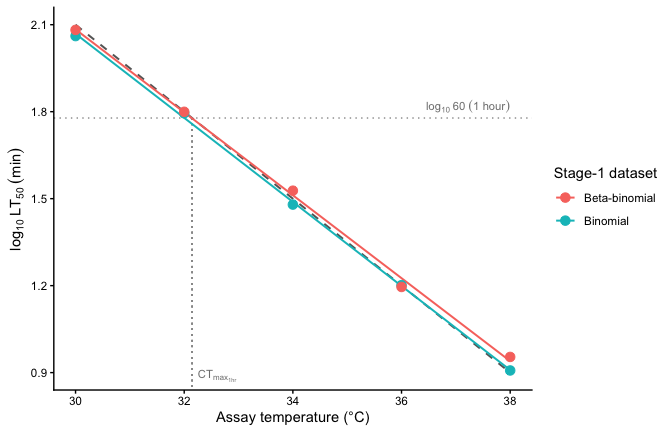 2.1
1.8
1.5
1.2
0.9
log₁₀ LT₅₀ (min)
log₁₀ 60 (1 hour)
CTmax₁ₕᵣ
30 32 34 36 38
Assay temperature (°C)
Stage-1 dataset
Beta-binomial
Binomial